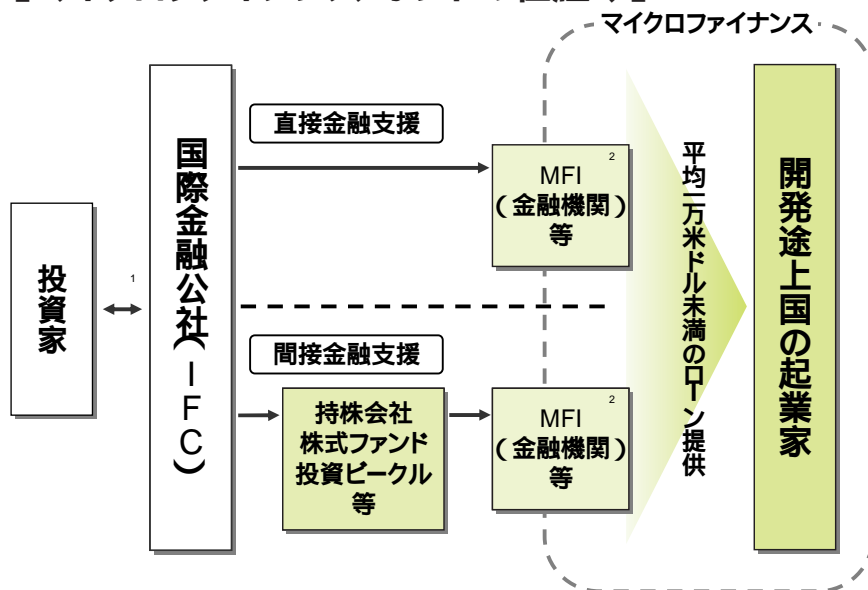 マイクロファイナンス
直接金融支援
国際金融公社(IFC)
MFI 2
(金融機関)
等
投資家
1
間接金融支援
持株会社
株式ファンド
投資ビークル
等
MFI 2
(金融機関)
等
平均一万米ドル未満のローン提供
開発途上国の起業家